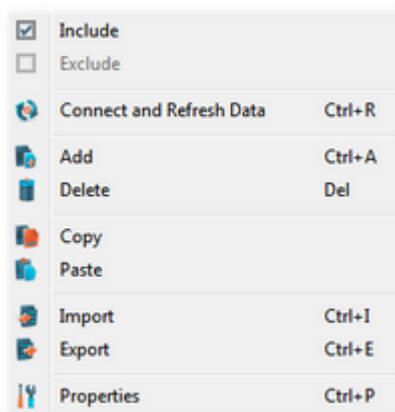 Include
Exclude
Connect and Refresh Data Ctrl+R
Add Ctrl+A
Delete Del
Copy
Paste
Import Ctrl+I
Export Ctrl+E
Properties Ctrl+P